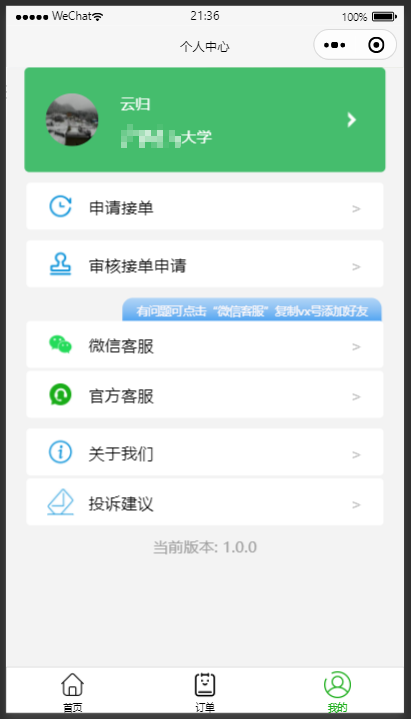 WeChat 21:36 100%
个人中心
云归
大学
申请接单 >
审核接单申请 >
有问题可点击“微信客服”复制vx号添加好友
微信客服 >
官方客服 >
关于我们 >
投诉建议 >
当前版本: 1.0.0
首页 订单 我的